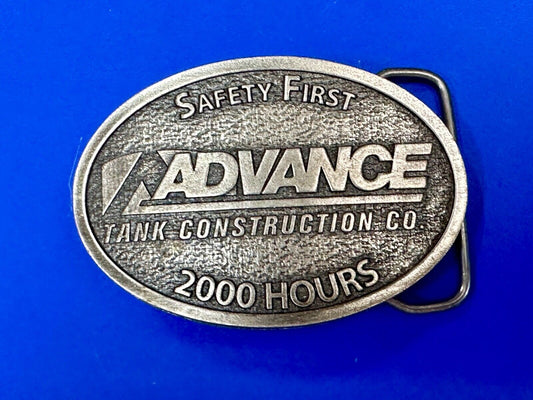 SAFETY FIRST
ADVANCE
TANK CONSTRUCTION CO.
2000 HOURS